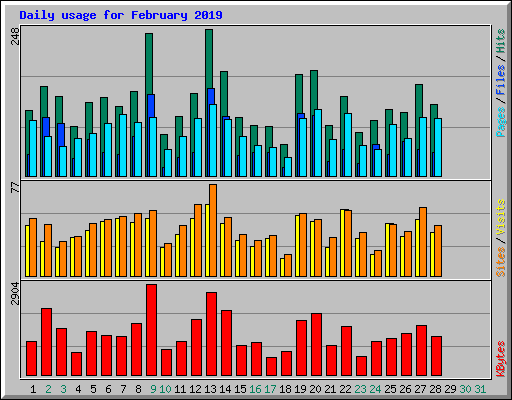 Daily usage for February 2019
248
Pages/Files/Hits
77
Sites/Visits
2904
KBytes
1 2 3 4 5 6 7 8 9 10 11 12 13 14 15 16 17 18 19 20 21 22 23 24 25 26 27 28 29 30 31